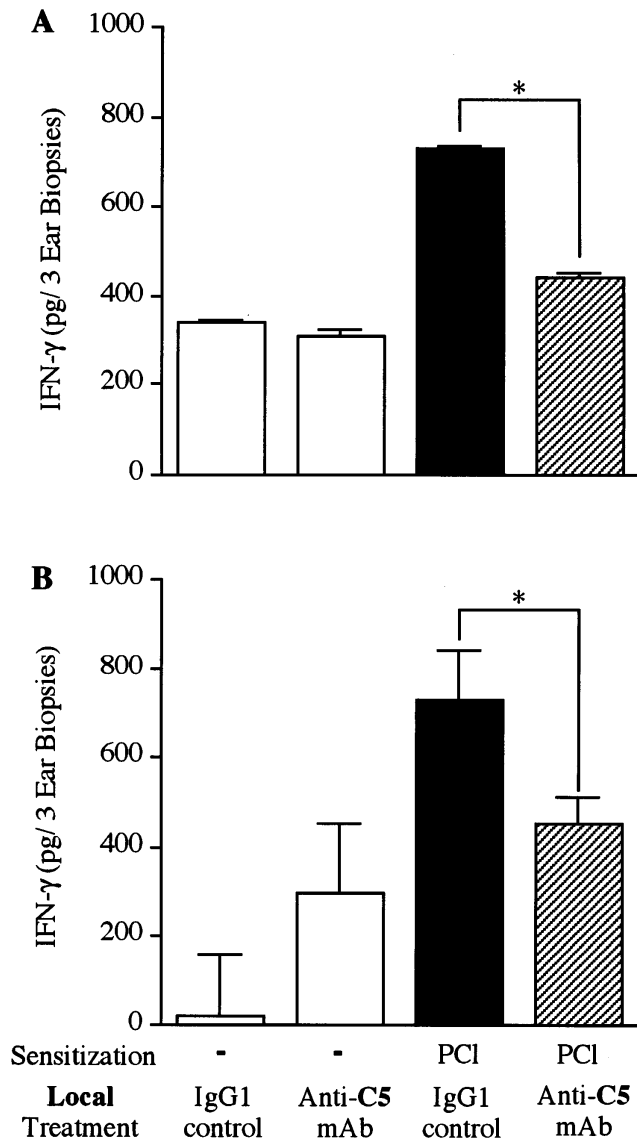 A
1000
800
600
400
200
0
IFN-γ (pg/ 3 Ear Biopsies)
*
B
1000
800
600
400
200
0
IFN-γ (pg/ 3 Ear Biopsies)
*
Sensitization - - PCl PCl
Local IgG1 Anti-C5 IgG1 Anti-C5
Treatment control mAb control mAb